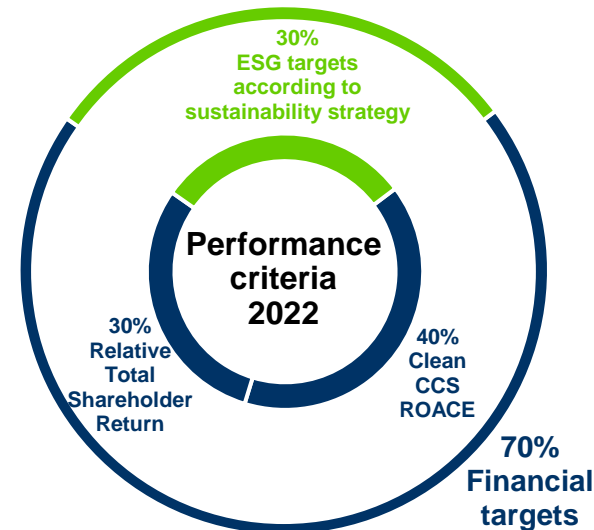 30%
ESG targets
according to
sustainability strategy
Performance
criteria
2022
30%
Relative
Total
Shareholder
Return
40%
Clean
CCS
ROACE
70%
Financial
targets